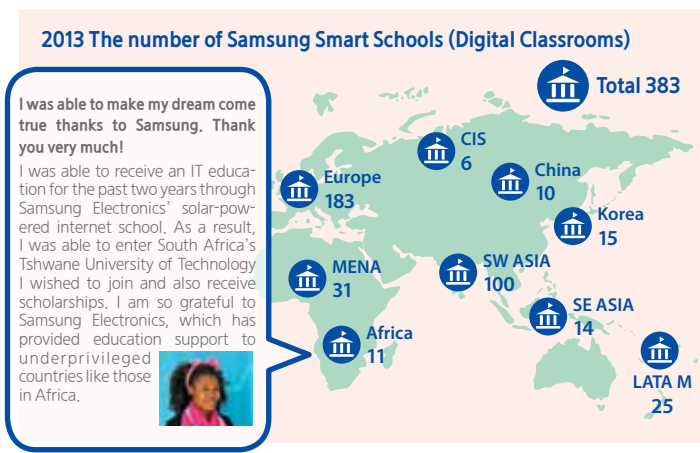 2013 The number of Samsung Smart Schools (Digital Classrooms)
Total 383
I was able to make my dream come
true thanks to Samsung. Thank
you very much!
I was able to receive an IT educa-
tion for the past two years through
Samsung Electronics' solar-pow-
ered internet school. As a result,
I was able to enter South Africa's
Tshwane University of Technology
I wished to join and also receive
scholarships. I am so grateful to
Samsung Electronics, which has
provided education support to
underprivileged
countries like those
in Africa.
CIS
6
Europe
183
China
10
Korea
15
MENA
31
SW ASIA
100
SE ASIA
14
Africa
11
LATA M
25